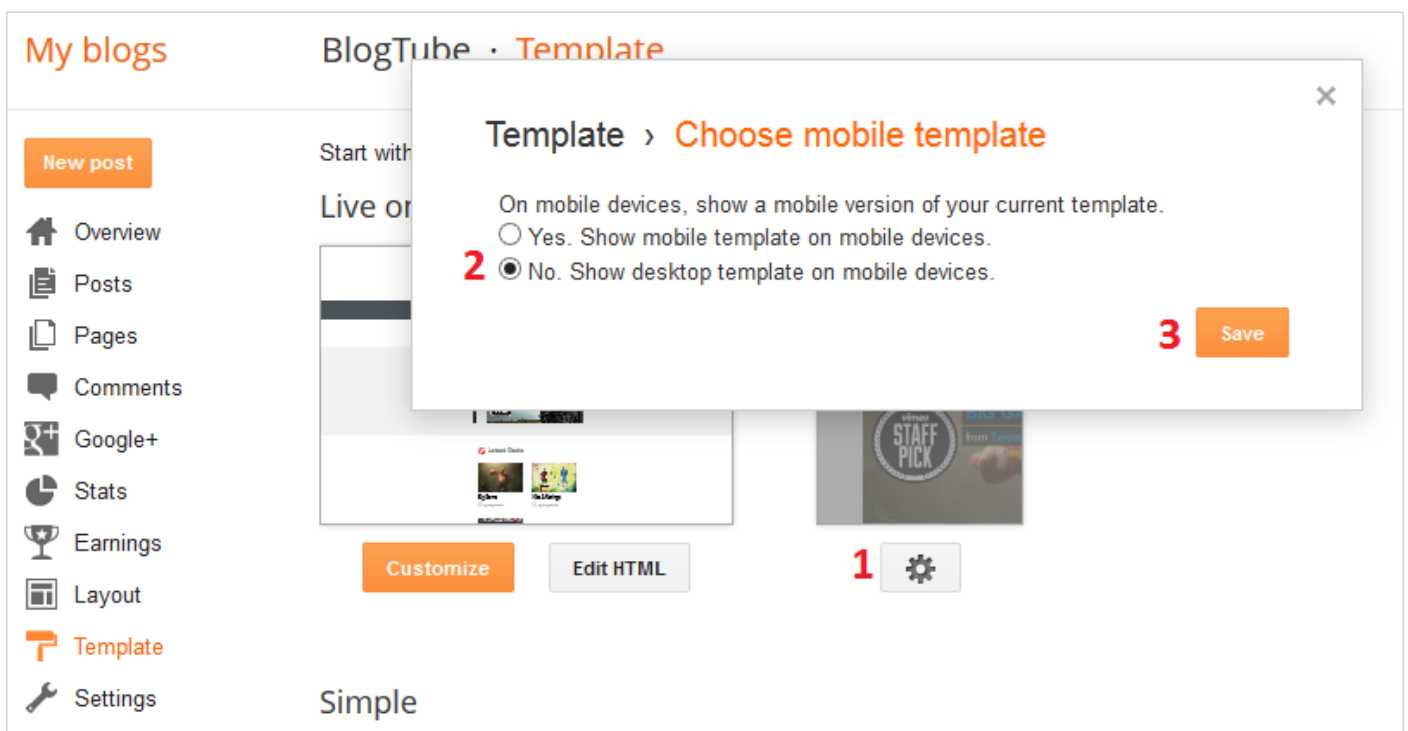 My blogs
BlogTube · Template
×
Template › Choose mobile template
New post
Start with
Live on
On mobile devices, show a mobile version of your current template.
Yes. Show mobile template on mobile devices.
2 No. Show desktop template on mobile devices.
3 Save
Overview
Posts
Pages
Comments
Google+
Stats
Earnings
Layout
Template
Settings
vimeo
STAFF
PICK
from Team
Customize
Edit HTML
1
Simple